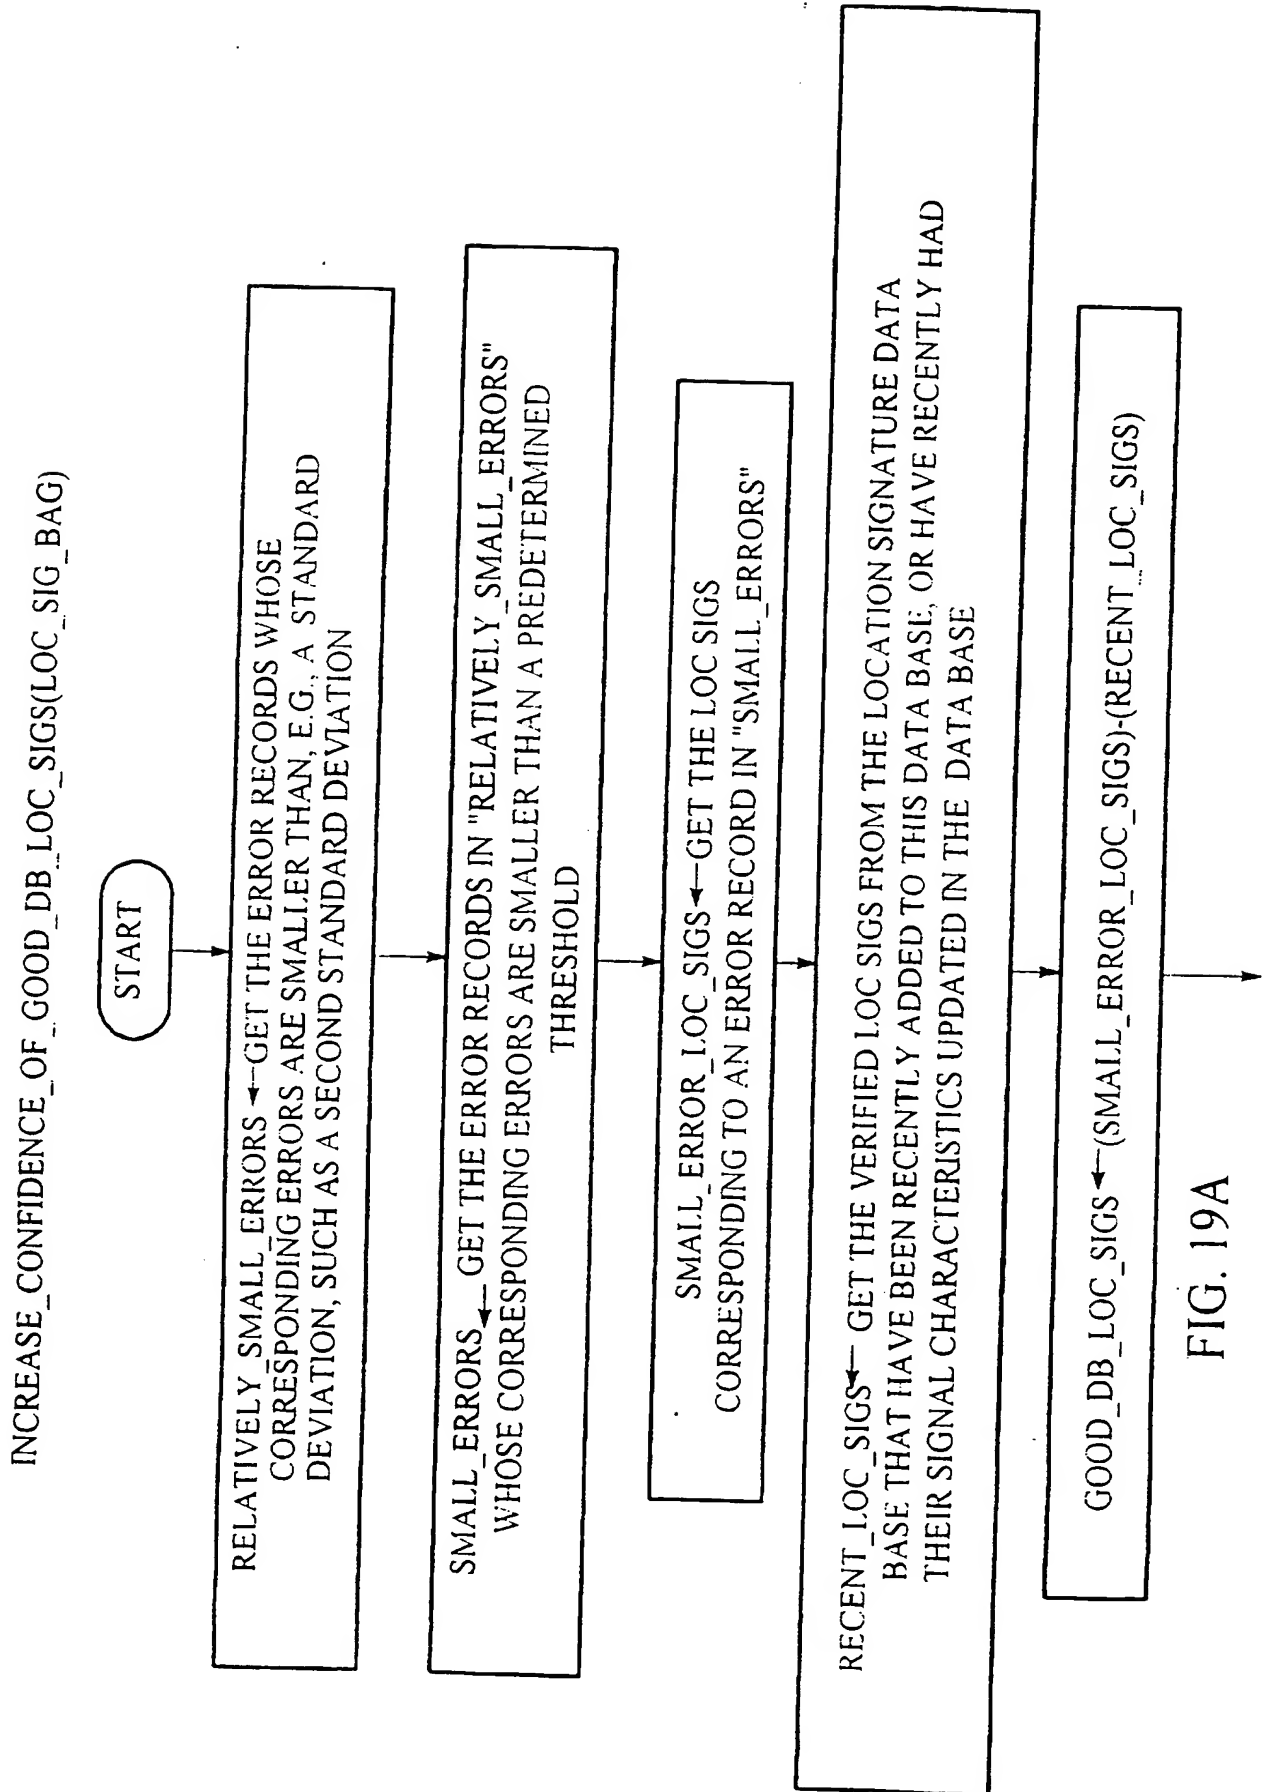 INCREASE_CONFIDENCE_OF_GOOD_DB_LOC_SIGS(LOC_SIG_BAG)
START
RELATIVELY_SMALL_ERRORS ← GET THE ERROR RECORDS WHOSE
CORRESPONDING ERRORS ARE SMALLER THAN, E.G., A STANDARD
DEVIATION, SUCH AS A SECOND STANDARD DEVIATION
SMALL_ERRORS ← GET THE ERROR RECORDS IN "RELATIVELY_SMALL_ERRORS"
WHOSE CORRESPONDING ERRORS ARE SMALLER THAN A PREDETERMINED
THRESHOLD
SMALL_ERROR_LOC_SIGS ← GET THE LOC SIGS
CORRESPONDING TO AN ERROR RECORD IN "SMALL_ERRORS"
RECENT_LOC_SIGS ← GET THE VERIFIED LOC SIGS FROM THE LOCATION SIGNATURE DATA
BASE THAT HAVE BEEN RECENTLY ADDED TO THIS DATA BASE, OR HAVE RECENTLY HAD
THEIR SIGNAL CHARACTERISTICS UPDATED IN THE DATA BASE
GOOD_DB_LOC_SIGS ← (SMALL_ERROR_LOC_SIGS)-(RECENT_LOC_SIGS)
FIG. 19A